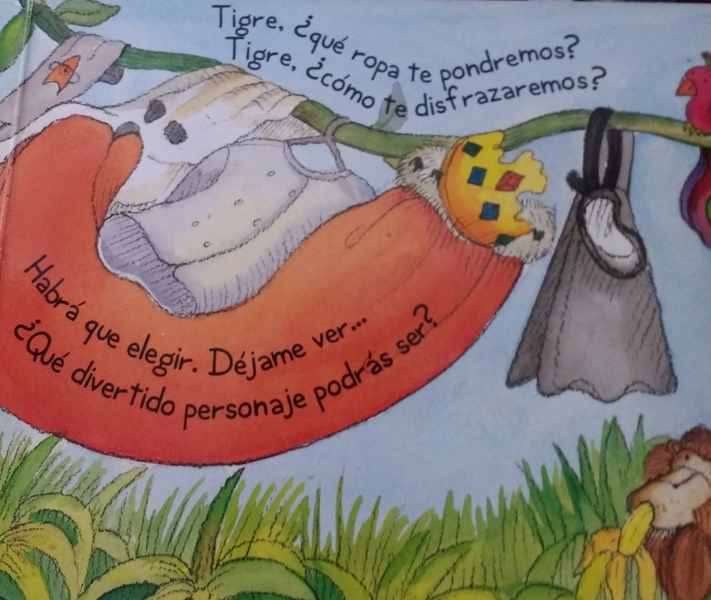 Tigre, ¿qué ropa te pondremos?
Tigre, ¿cómo te disfrazaremos?
Habrá que elegir. Déjame ver...
¿Qué divertido personaje podrás ser?